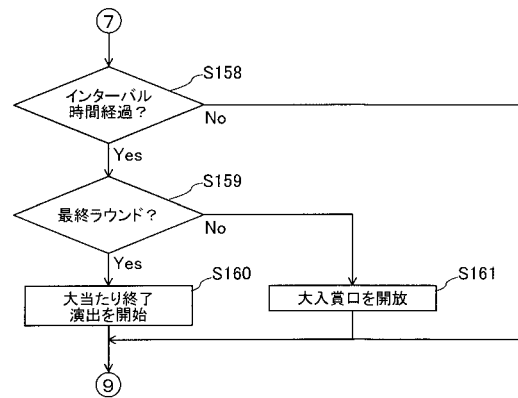 ⑦
S158
インターバル
時間経過?
No
Yes
S159
最終ラウンド?
No
Yes
S160
大当たり終了
演出を開始
S161
大入賞口を開放
⑨